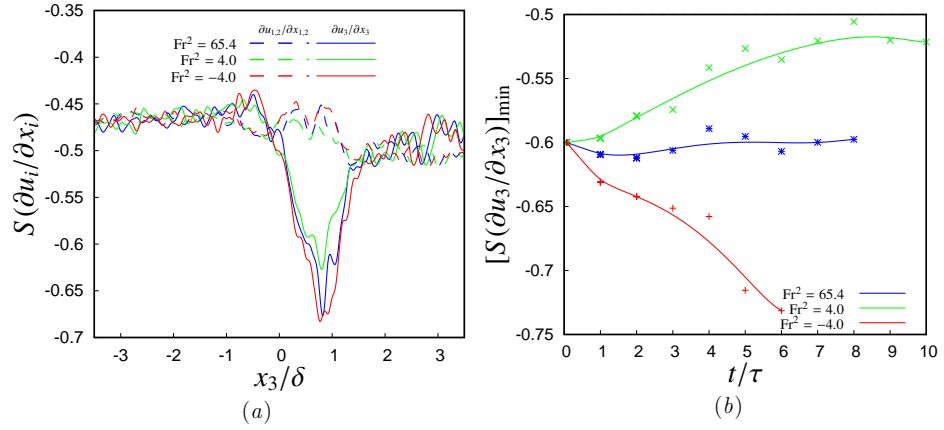 -0.35
-0.4
-0.45
-0.5
-0.55
-0.6
-0.65
-0.7
S(∂u_i/∂x_i)
∂u_{1,2}/∂x_{1,2} ∂u_3/∂x_3
Fr² = 65.4
Fr² = 4.0
Fr² = −4.0
-3 -2 -1 0 1 2 3
x_3/δ
(a)
-0.5
-0.55
-0.6
-0.65
-0.7
-0.75
[S(∂u_3/∂x_3)]_min
Fr² = 65.4
Fr² = 4.0
Fr² = −4.0
0 1 2 3 4 5 6 7 8 9 10
t/τ
(b)